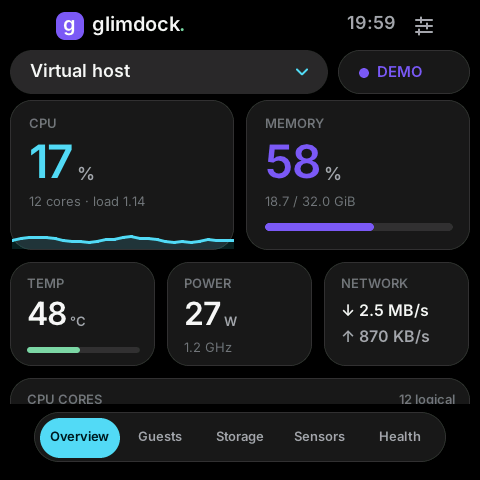 g glimdock.
19:59
Virtual host
DEMO
CPU
17 %
12 cores · load 1.14
MEMORY
58 %
18.7 / 32.0 GiB
TEMP
48 °C
POWER
27 W
1.2 GHz
NETWORK
↓ 2.5 MB/s
↑ 870 KB/s
CPU CORES 12 logical
Overview Guests Storage Sensors Health